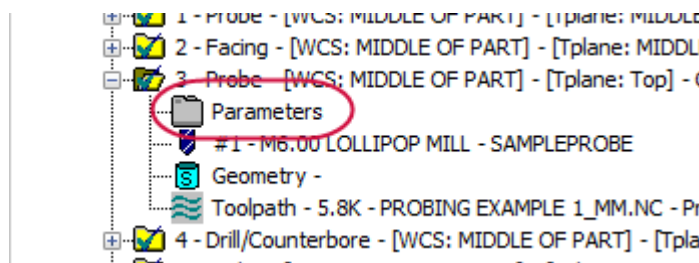 1 - Probe - [WCS: MIDDLE OF PART] - [Tplane: MIDDLE
2 - Facing - [WCS: MIDDLE OF PART] - [Tplane: MIDDL
3 - Probe - [WCS: MIDDLE OF PART] - [Tplane: Top] -
Parameters
#1 - M6.00 LOLLIPOP MILL - SAMPLEPROBE
Geometry -
Toolpath - 5.8K - PROBING EXAMPLE 1_MM.NC - Pr
4 - Drill/Counterbore - [WCS: MIDDLE OF PART] - [Tpla